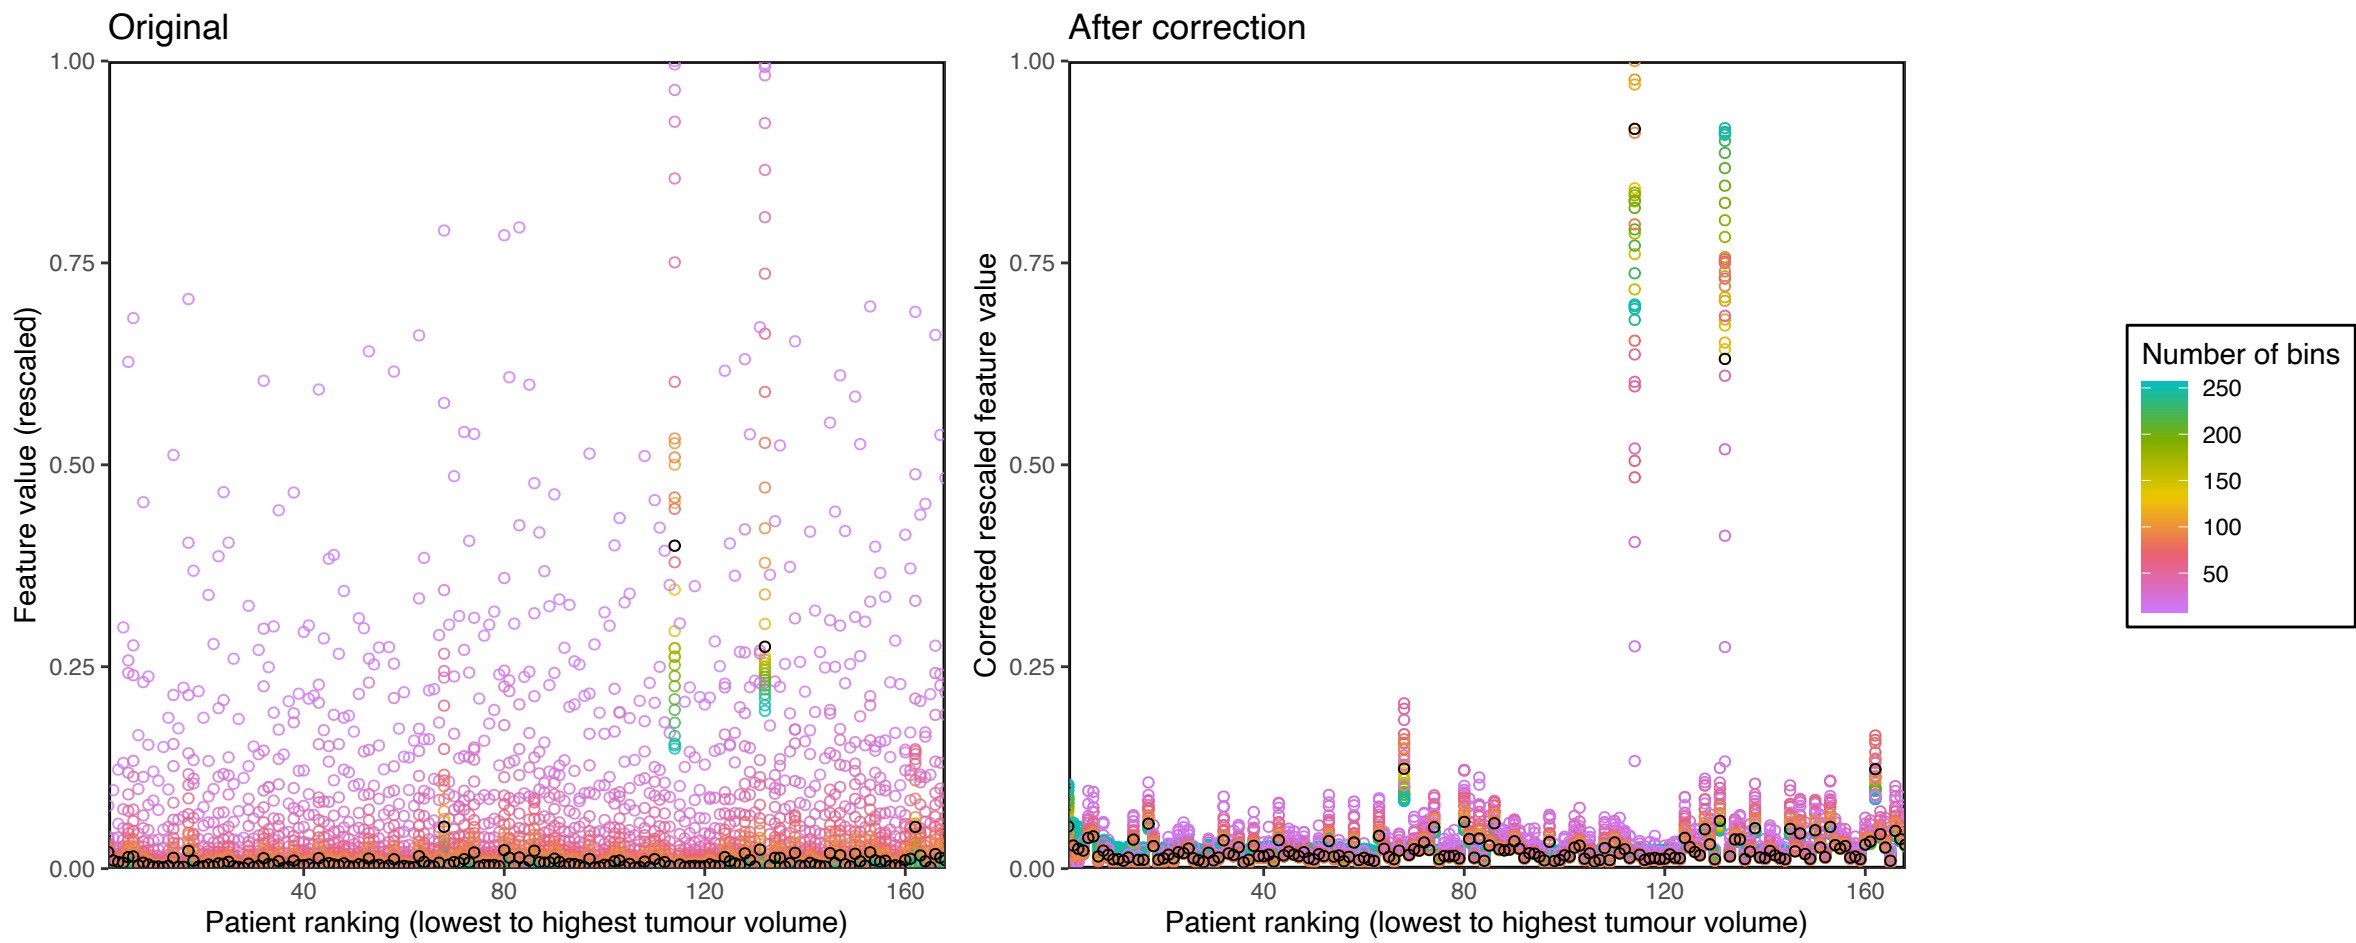 Original
1.00
0.75
0.50
0.25
0.00
Feature value (rescaled)
40 80 120 160
Patient ranking (lowest to highest tumour volume)
After correction
1.00
0.75
0.50
0.25
0.00
Corrected rescaled feature value
40 80 120 160
Patient ranking (lowest to highest tumour volume)
Number of bins
250
200
150
100
50